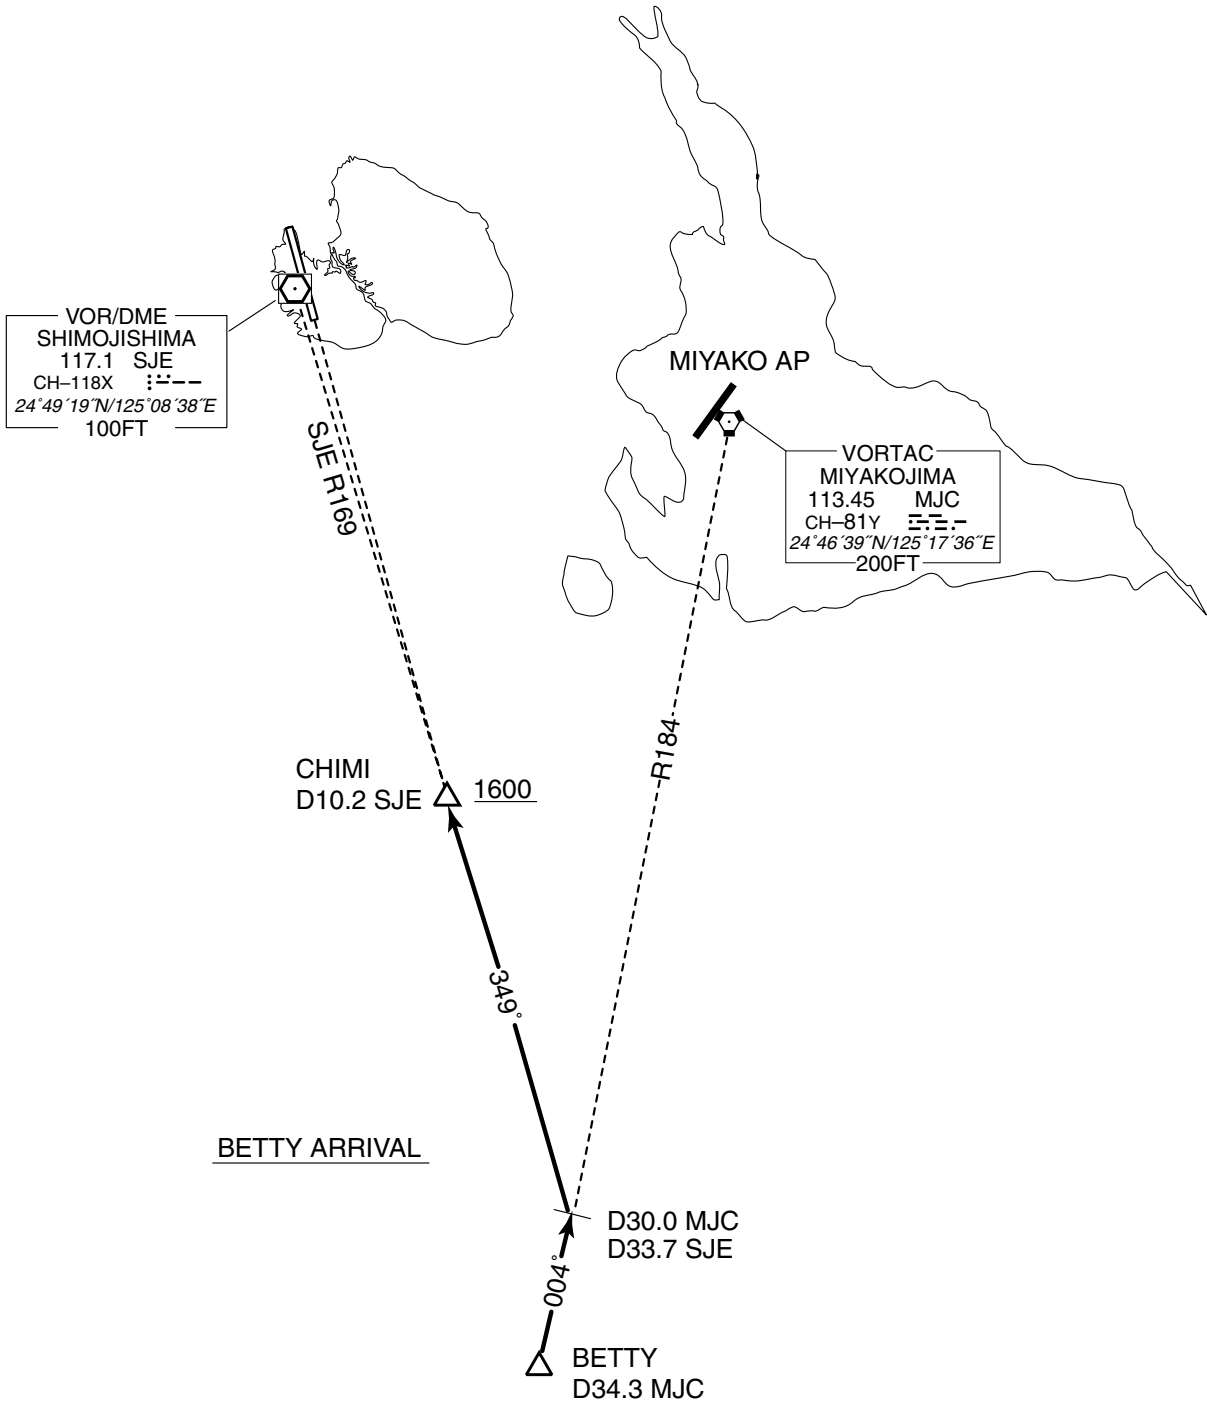 VOR/DME
SHIMOJISHIMA
117.1 SJE
CH–118X
24°49′19″N/125°08′38″E
100FT
SJE R169
MIYAKO AP
VORTAC
MIYAKOJIMA
113.45 MJC
CH–81Y
24°46′39″N/125°17′36″E
200FT
R184
CHIMI
D10.2 SJE
1600
349°
BETTY ARRIVAL
D30.0 MJC
D33.7 SJE
004°
BETTY
D34.3 MJC